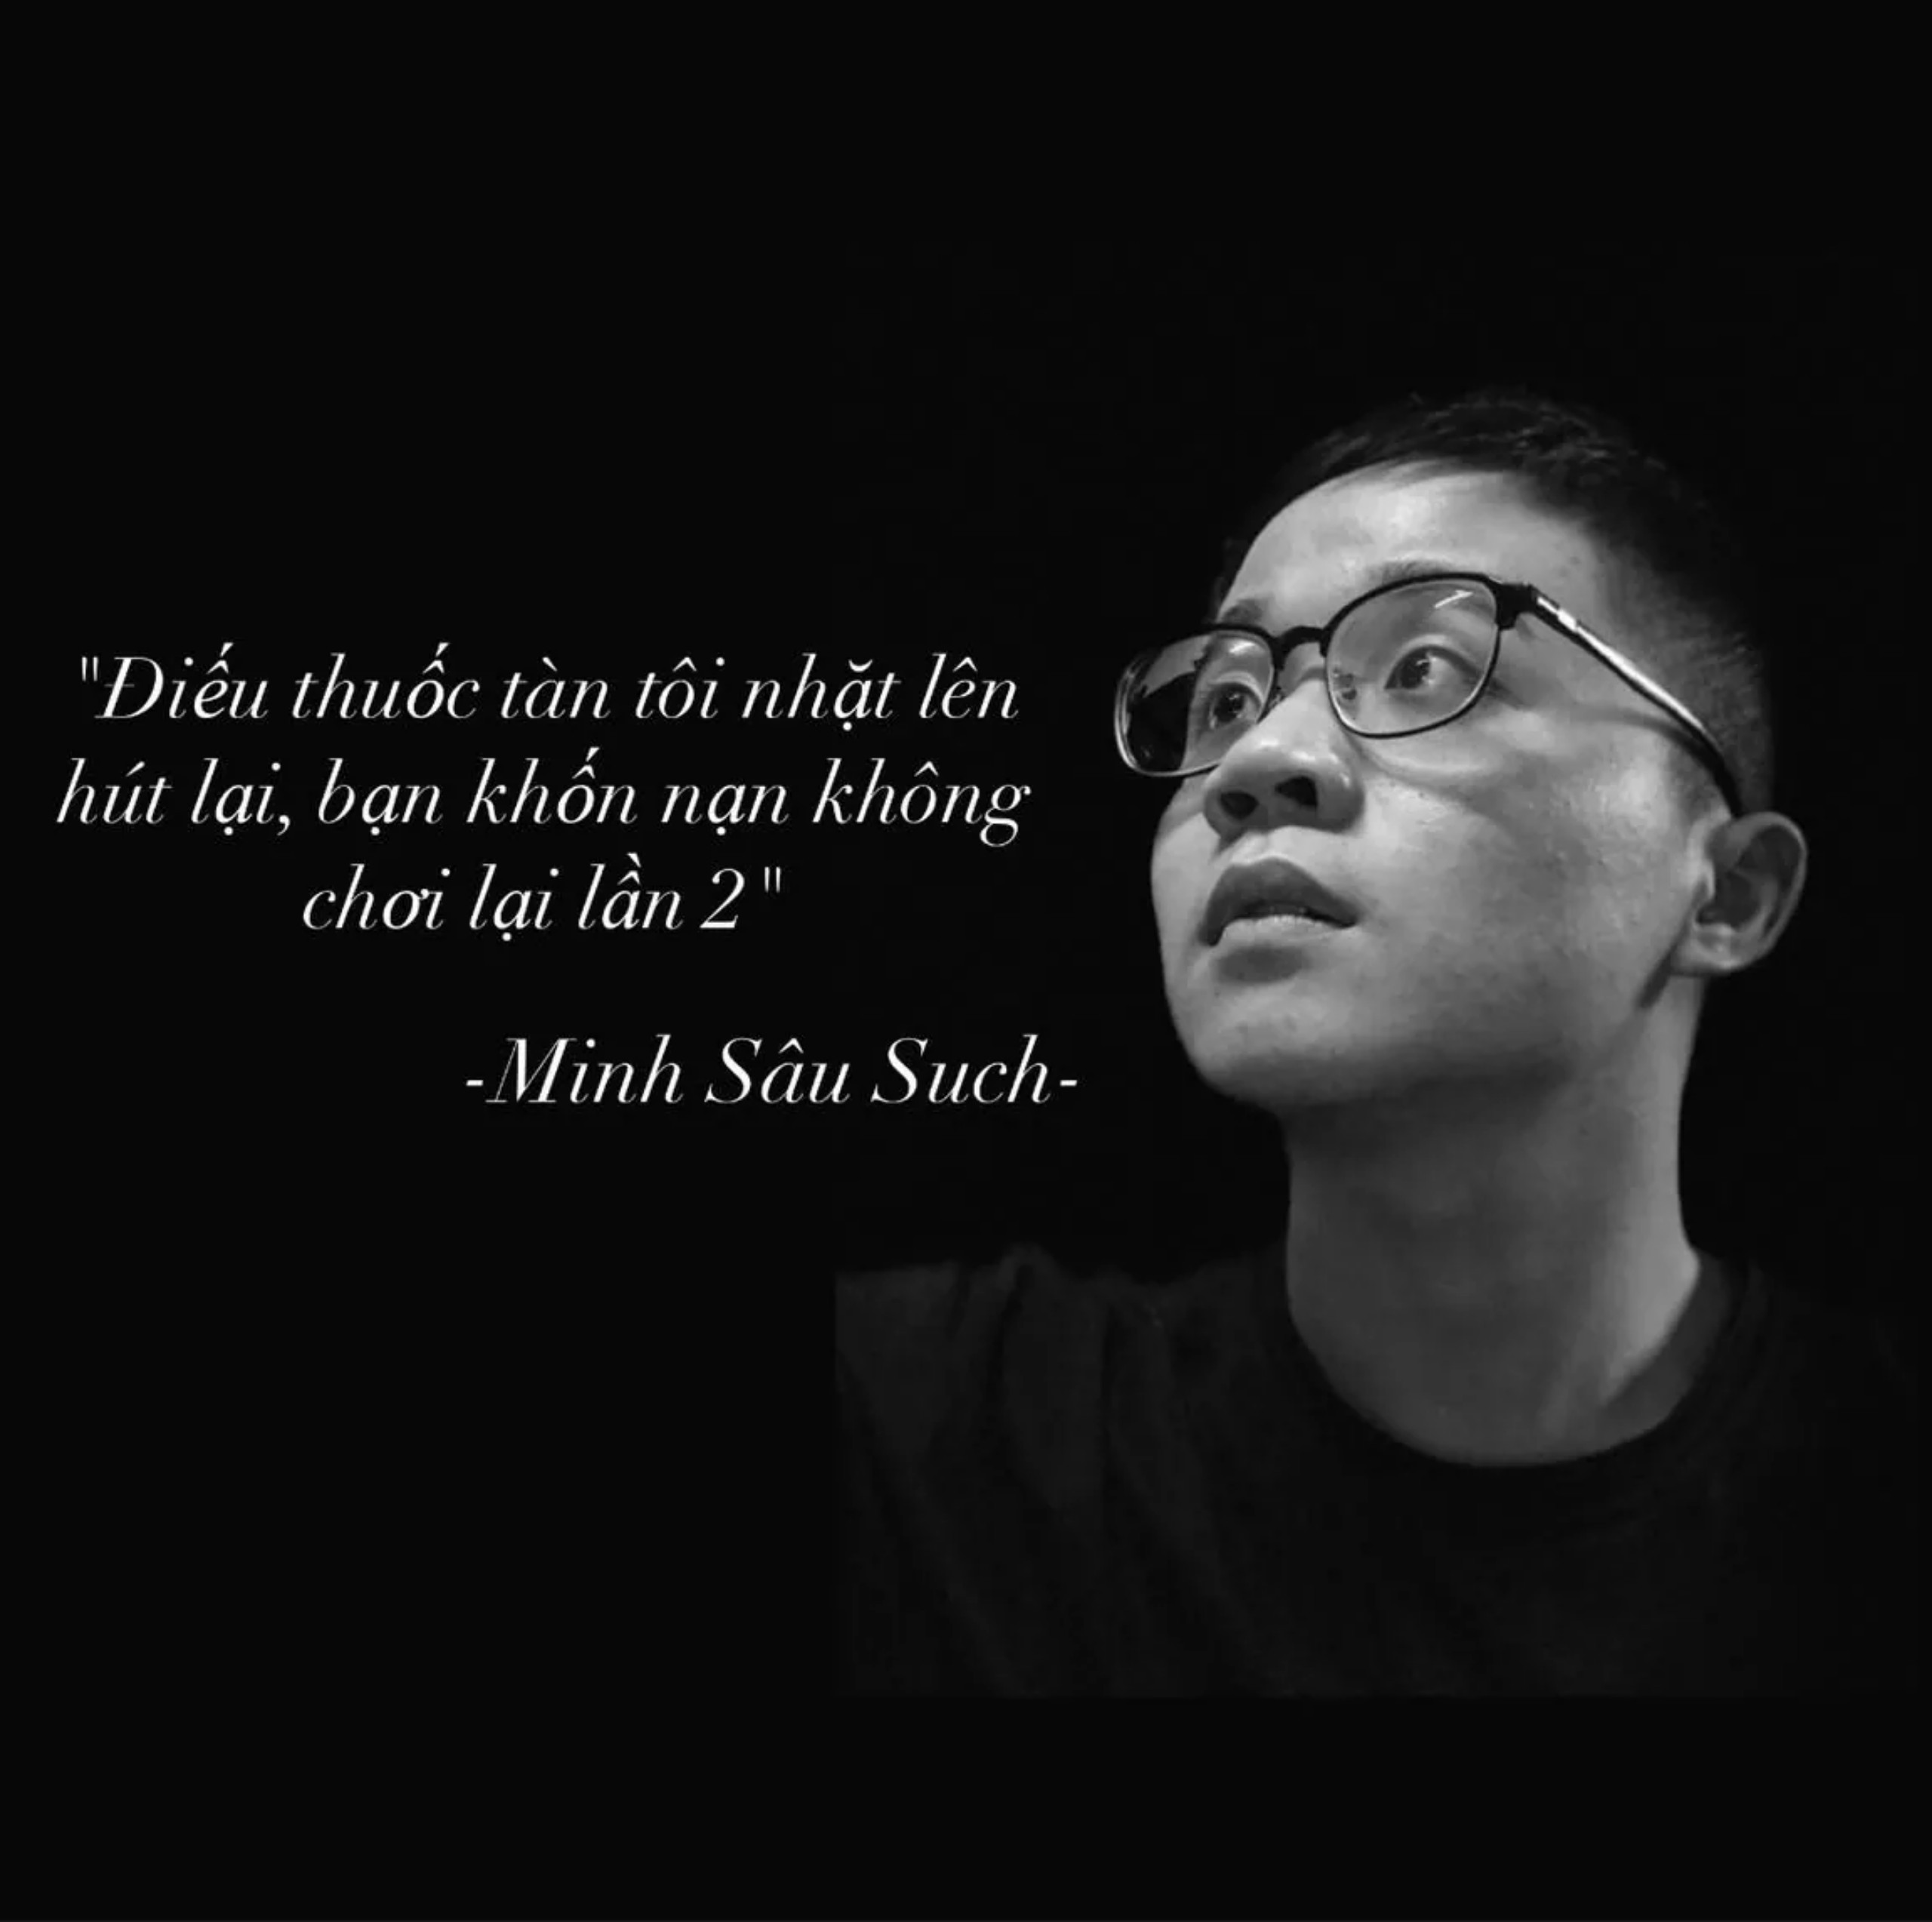 "Điếu thuốc tàn tôi nhặt lên
hút lại, bạn khốn nạn không
chơi lại lần 2"
-Minh Sâu Such-